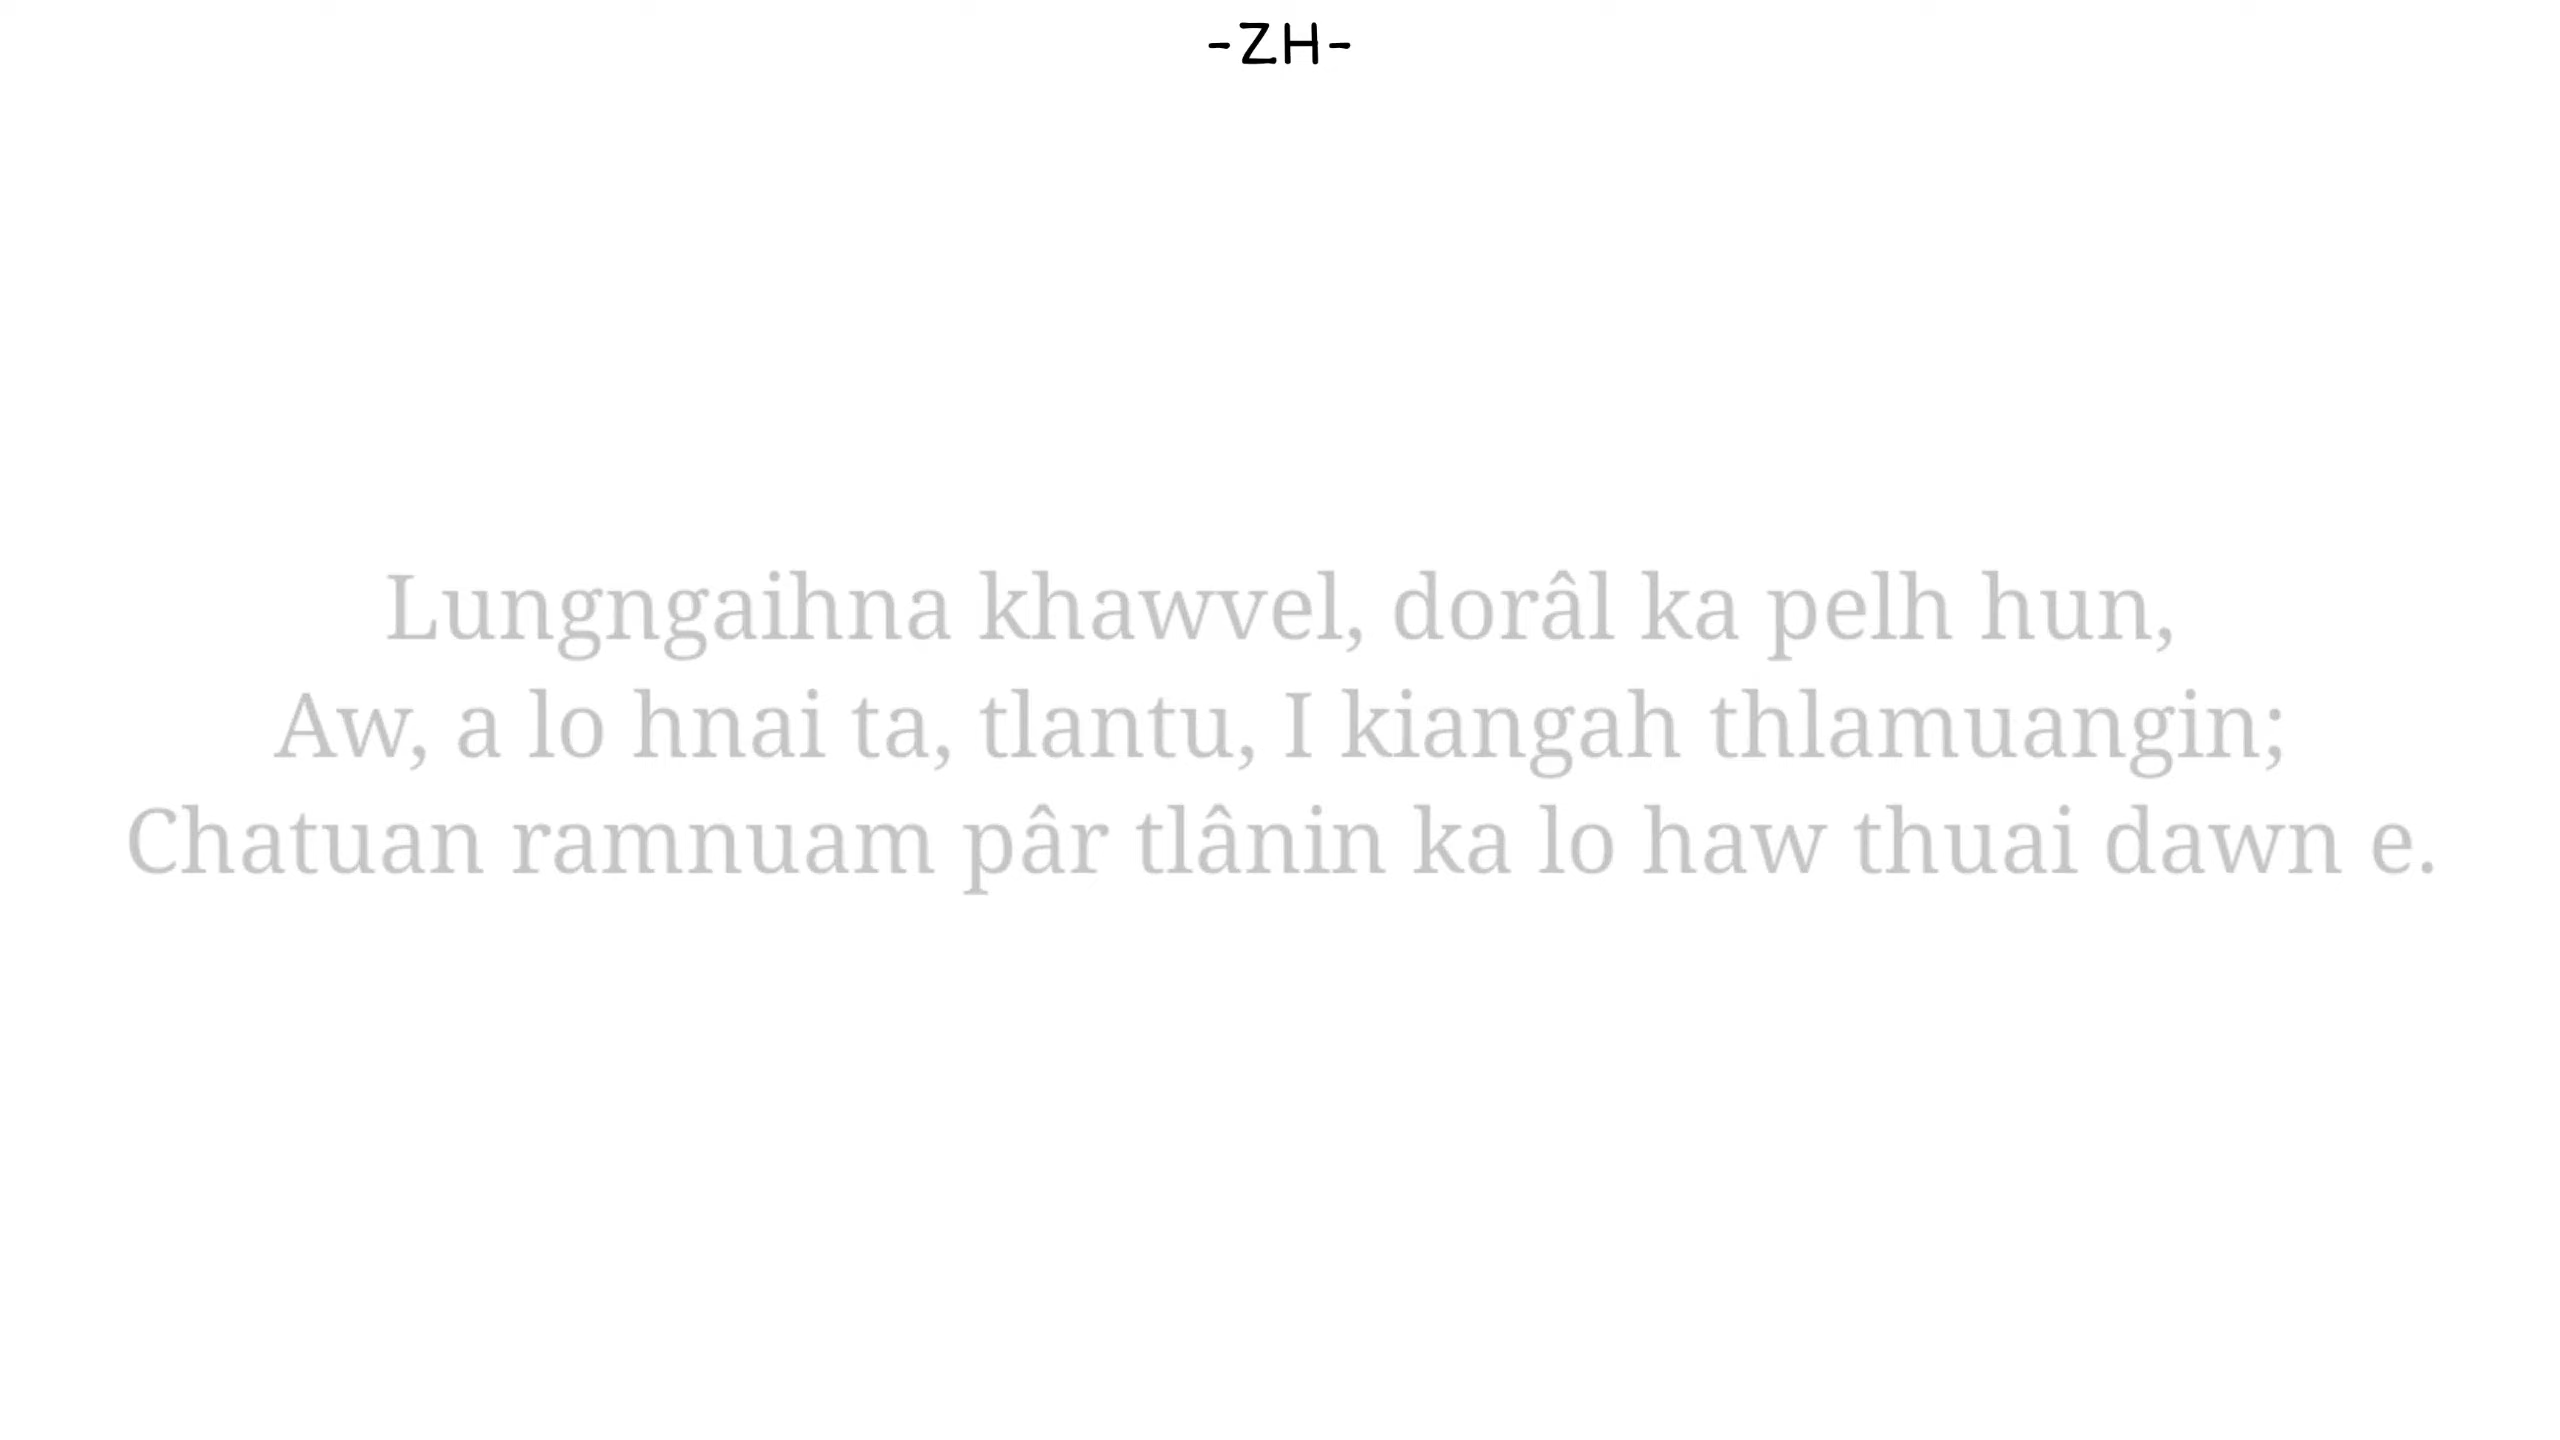 -ZH-
Lungngaihna khawvel, dorâl ka pelh hun,
Aw, a lo hnai ta, tlantu, I kiangah thlamuangin;
Chatuan ramnuam pâr tlânin ka lo haw thuai dawn e.